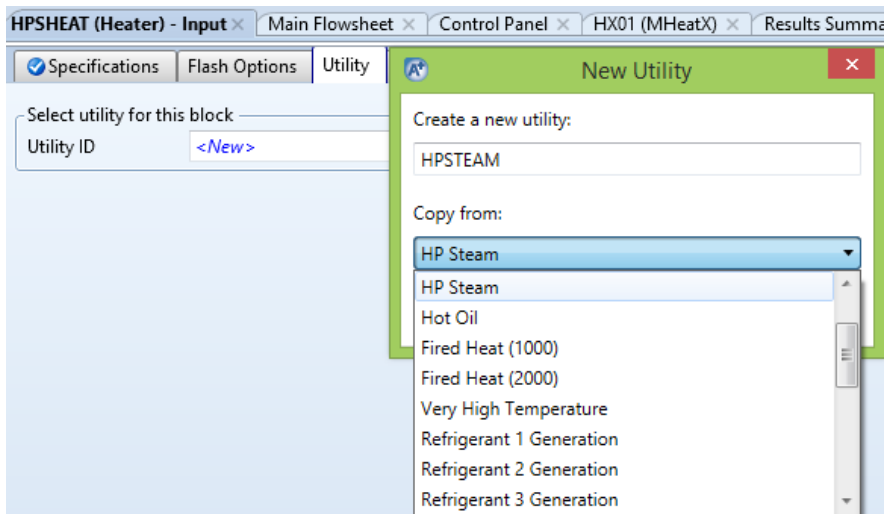 HPSHEAT (Heater) - Input × Main Flowsheet × Control Panel × HX01 (MHeatX) × Results Summa
Specifications Flash Options Utility
New Utility
Select utility for this block
Utility ID <New>
Create a new utility:
HPSTEAM
Copy from:
HP Steam
HP Steam
Hot Oil
Fired Heat (1000)
Fired Heat (2000)
Very High Temperature
Refrigerant 1 Generation
Refrigerant 2 Generation
Refrigerant 3 Generation